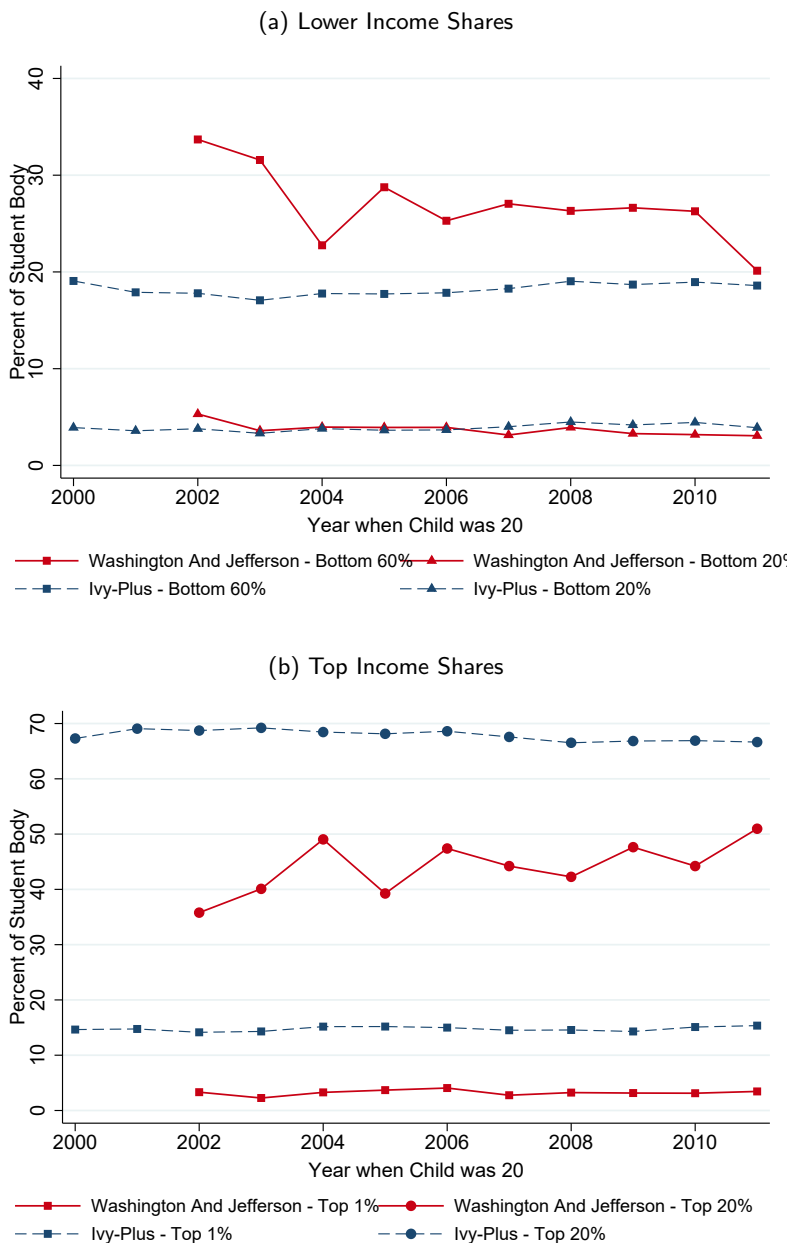 (a) Lower Income Shares
Percent of Student Body
40
30
20
10
0
2000 2002 2004 2006 2008 2010
Year when Child was 20
Washington And Jefferson - Bottom 60% Washington And Jefferson - Bottom 20%
Ivy-Plus - Bottom 60% Ivy-Plus - Bottom 20%
(b) Top Income Shares
Percent of Student Body
70
60
50
40
30
20
10
0
2000 2002 2004 2006 2008 2010
Year when Child was 20
Washington And Jefferson - Top 1% Washington And Jefferson - Top 20%
Ivy-Plus - Top 1% Ivy-Plus - Top 20%